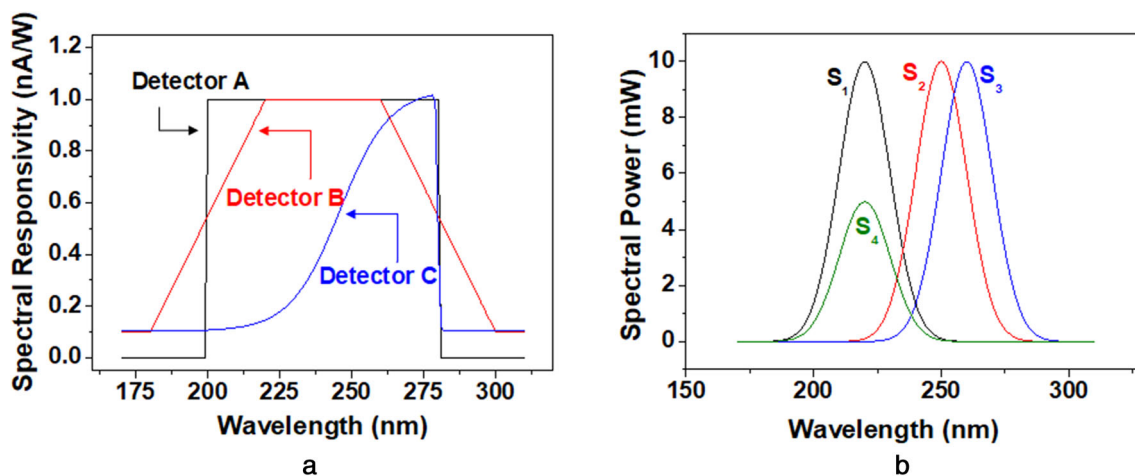 Spectral Responsivity (nA/W)
1.2
1.0
0.8
0.6
0.4
0.2
0.0
Detector A
Detector B
Detector C
175 200 225 250 275 300
Wavelength (nm)
a
Spectral Power (mW)
10
8
6
4
2
0
S₁
S₂
S₃
S₄
150 200 250 300
Wavelength (nm)
b